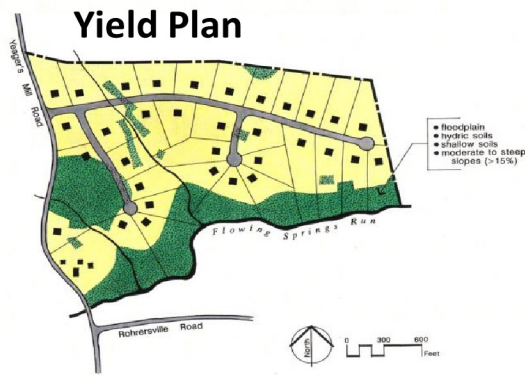 Yield Plan
Yeager's Mill Road
• floodplain
• hydric soils
• shallow soils
• moderate to steep
slopes (>15%)
Flowing Springs Run
Rohrersville Road
North
0 300 600
Feet